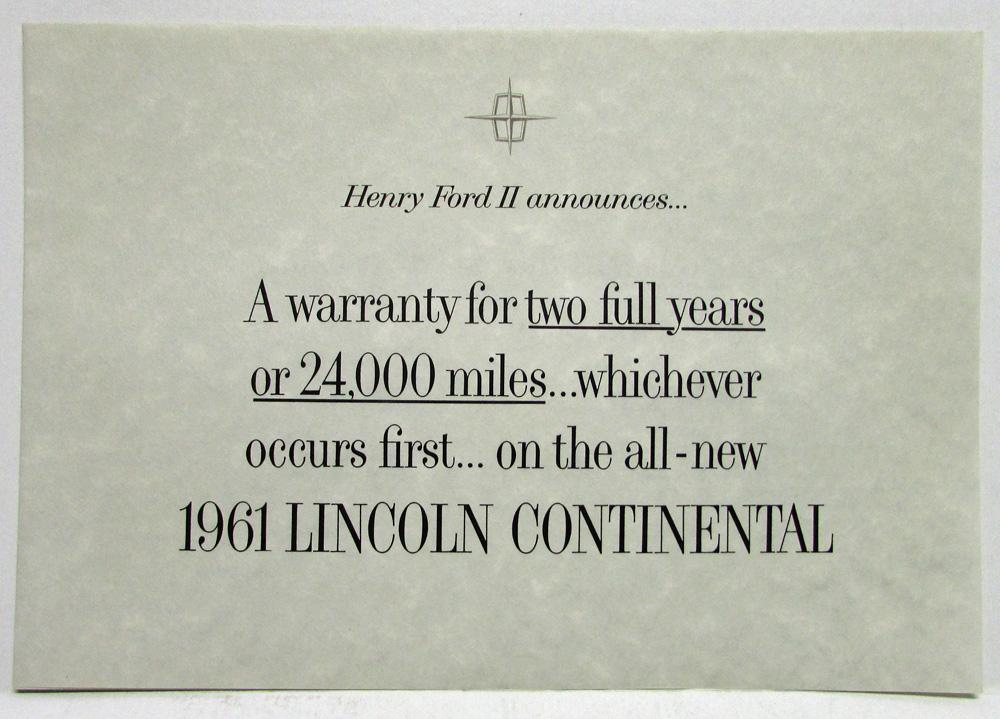 Henry Ford II announces...
A warranty for two full years
or 24,000 miles...whichever
occurs first... on the all-new
1961 LINCOLN CONTINENTAL